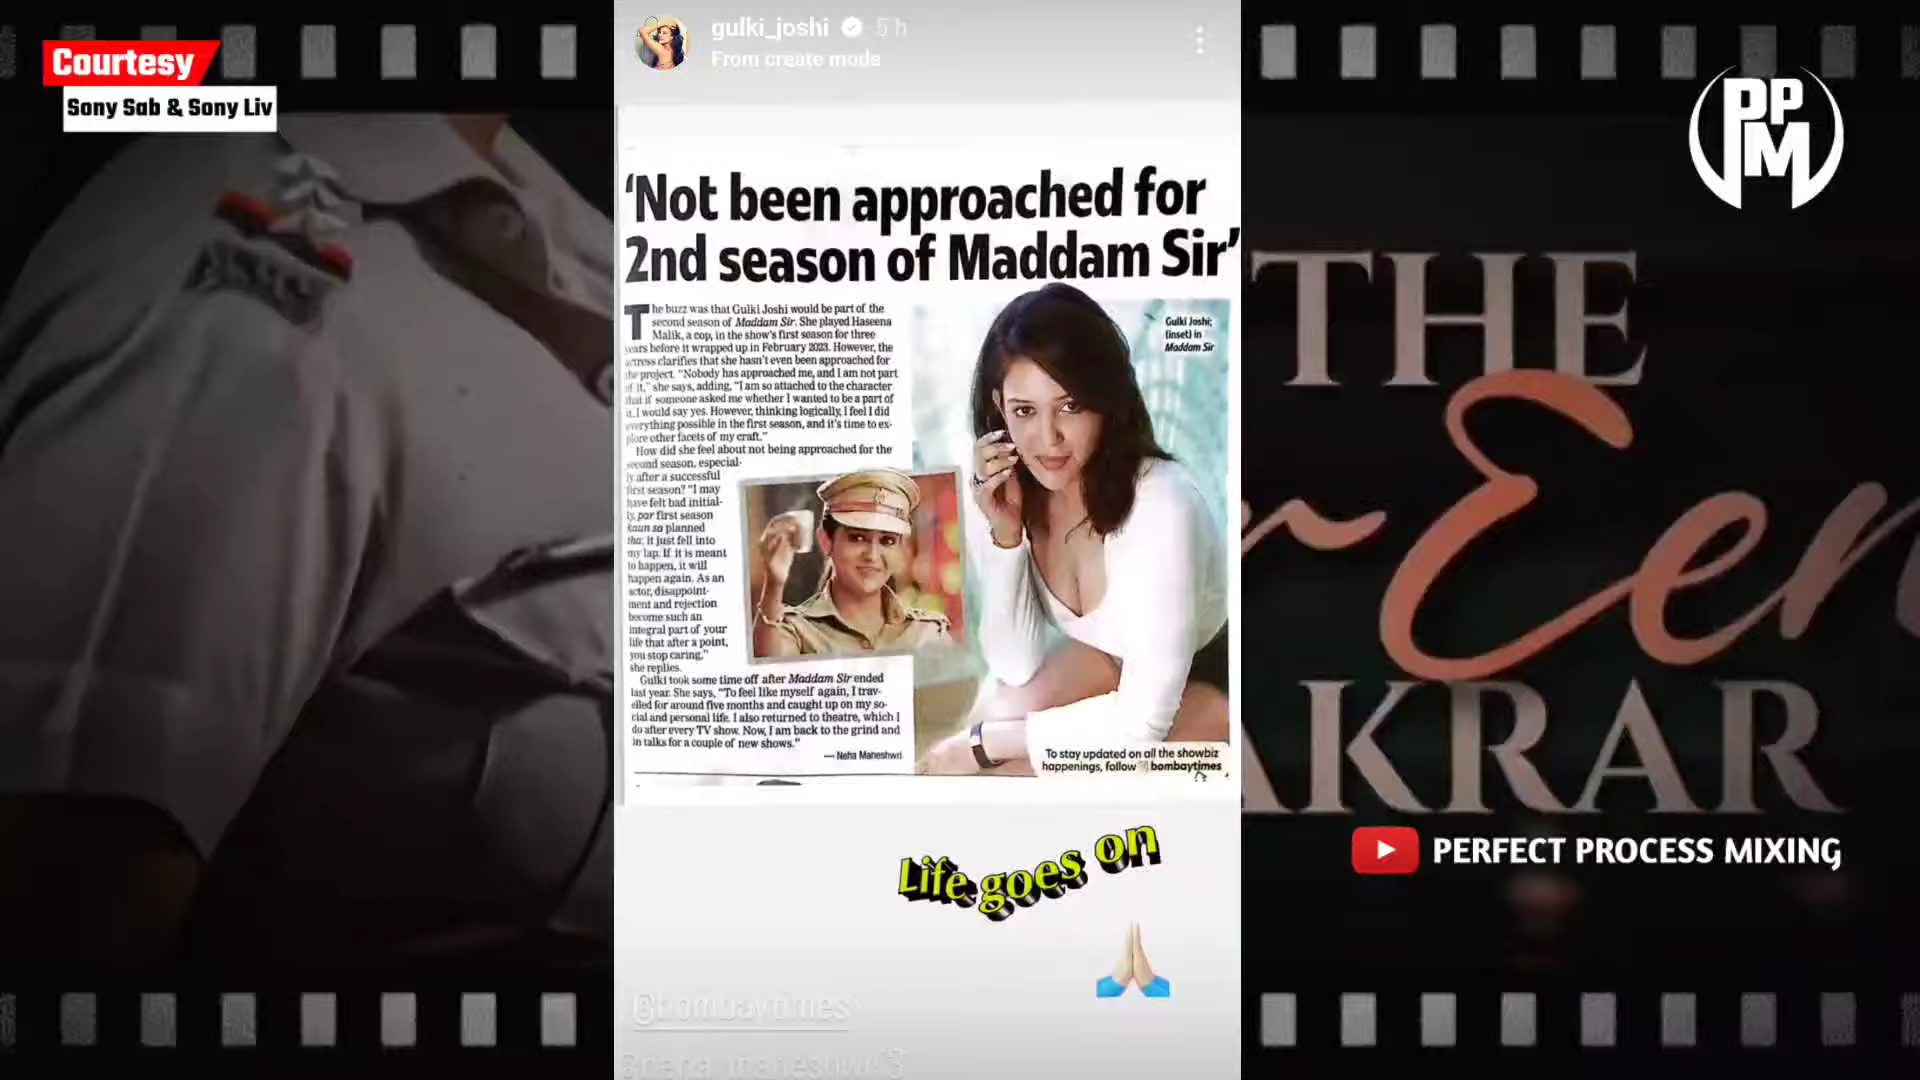 Courtesy
Sony Sab & Sony Liv
gulki_joshi 5 h
From create mode
PPM
'Not been approached for
2nd season of Maddam Sir'
The buzz was that Gulki Joshi would be part of the
second season of Maddam Sir. She played Haseena
Malik, a cop, in the show's first season for three
years before it wrapped up in February 2023. However, the
actress clarifies that she hasn't even been approached for
the project. "Nobody has approached me, and I am not part
of it," she says, adding, "I am so attached to the character
that if someone asked me whether I wanted to be a part of
it, I would say yes. However, thinking logically, I feel I did
everything possible in the first season, and it's time to ex-
plore other facets of my craft."
How did she feel about not being approached for the
second season, especial-
ly after a successful
first season? "I may
have felt bad initial-
ly, par first season
kaun sa planned
tha; it just fell into
my lap. If it is meant
to happen, it will
happen again. As an
actor, disappoint-
ment and rejection
become such an
integral part of your
life that after a point,
you stop caring,"
she replies.
Gulki took some time off after Maddam Sir ended
last year. She says, "To feel like myself again, I trav-
elled for around five months and caught up on my so-
cial and personal life. I also returned to theatre, which I
do after every TV show. Now, I am back to the grind and
in talks for a couple of new shows."
— Neha Maheshwri
Gulki Joshi;
(inset) in
Maddam Sir
To stay updated on all the showbiz
happenings, follow bombaytimes
Life goes on
@bombaytimes
THE
Een
AKRAR
PERFECT PROCESS MIXING